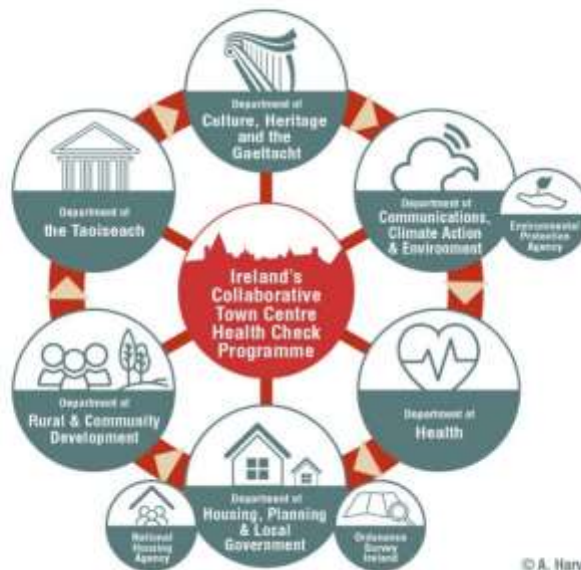 Department of
Culture, Heritage
and the
Gaeltacht
Department of
the Taoiseach
Department of
Communications,
Climate Action
& Environment
Environmental
Protection
Agency
Ireland's
Collaborative
Town Centre
Health Check
Programme
Department of
Rural & Community
Development
Department of
Health
Department of
Housing, Planning
& Local
Government
National
Housing
Agency
Ordnance
Survey
Ireland
© A. Harv